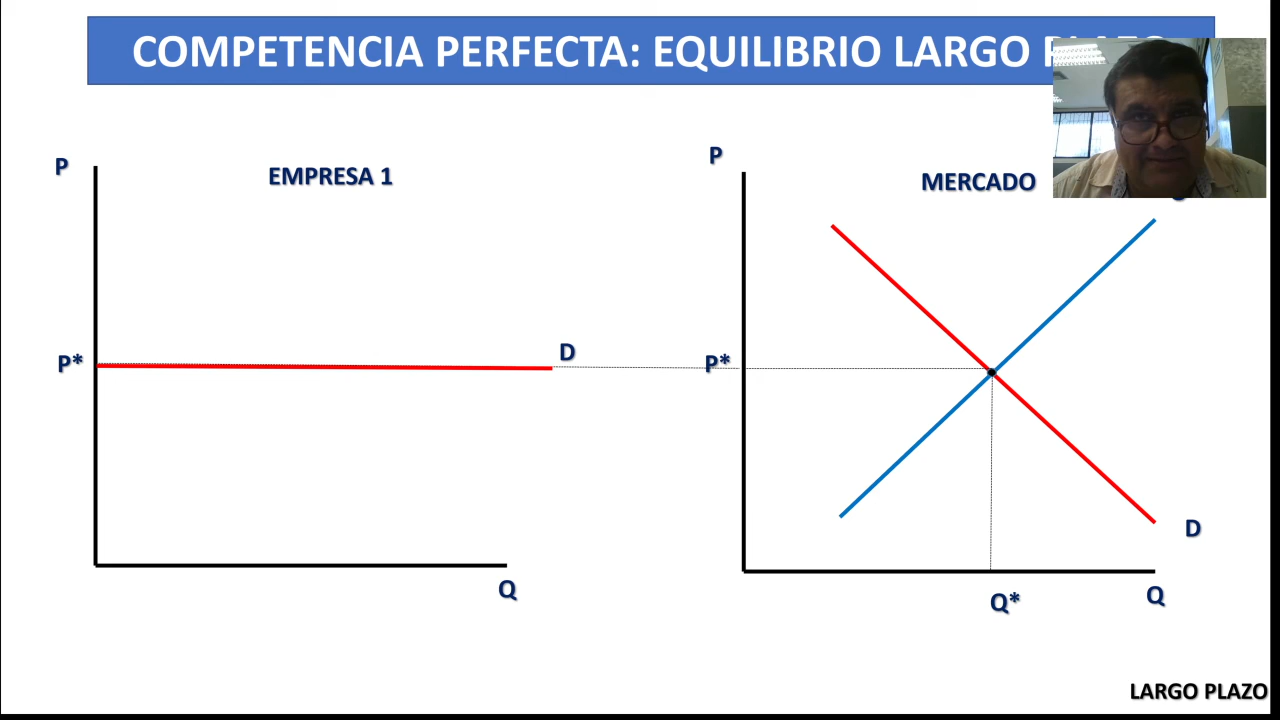 COMPETENCIA PERFECTA: EQUILIBRIO LARGO
P
EMPRESA 1
P
MERCADO
P*
D
P*
D
Q
Q*
Q
LARGO PLAZO